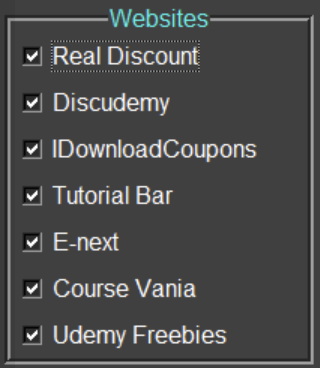 Websites
Real Discount
Discudemy
IDownloadCoupons
Tutorial Bar
E-next
Course Vania
Udemy Freebies